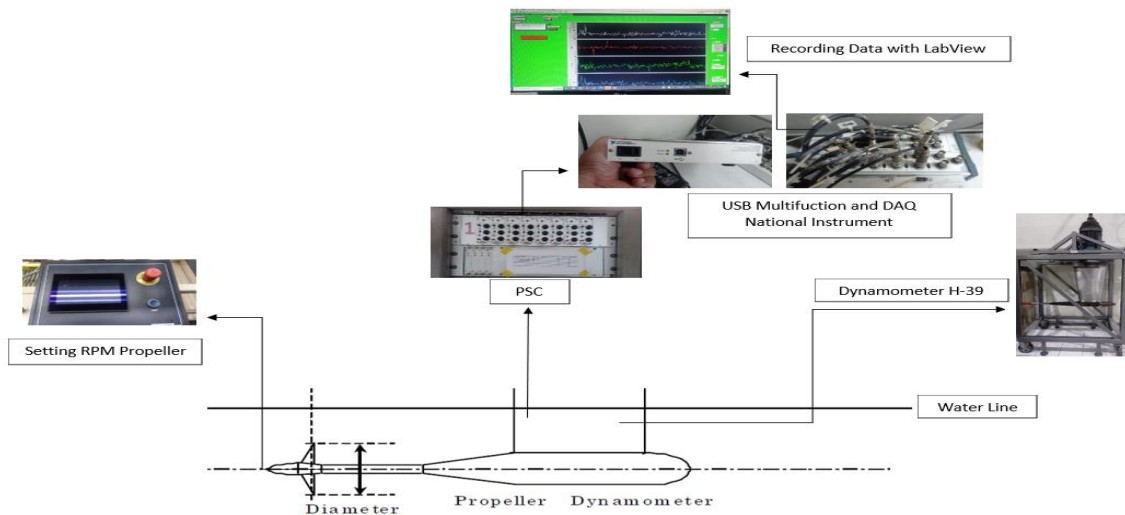 Recording Data with LabView
USB Multifuction and DAQ
National Instrument
1
PSC
Dynamometer H-39
Setting RPM Propeller
Water Line
Propeller Dynamometer
Diameter